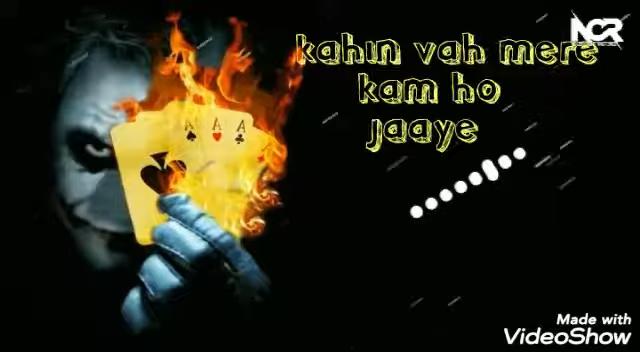 NCR
kahin vah mere
kam ho
jaaye
A A A
Made with
VideoShow